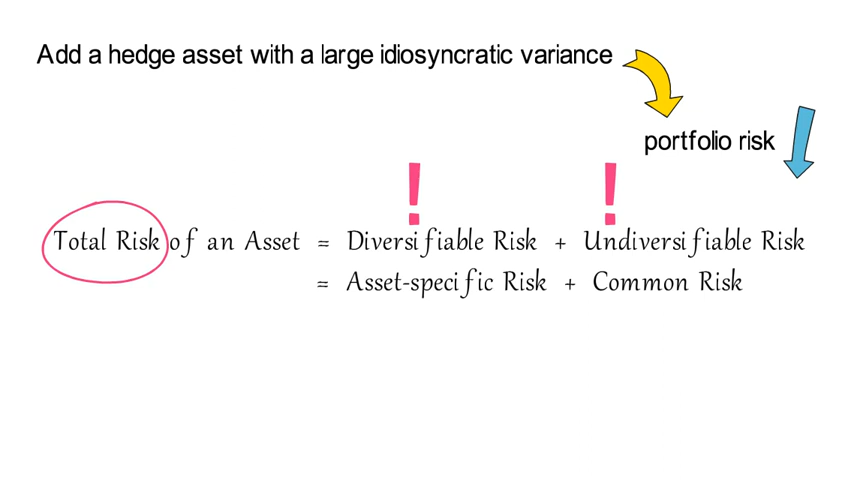 Add a hedge asset with a large idiosyncratic variance
portfolio risk
! !
Total Risk of an Asset = Diversifiable Risk + Undiversifiable Risk
= Asset-specific Risk + Common Risk